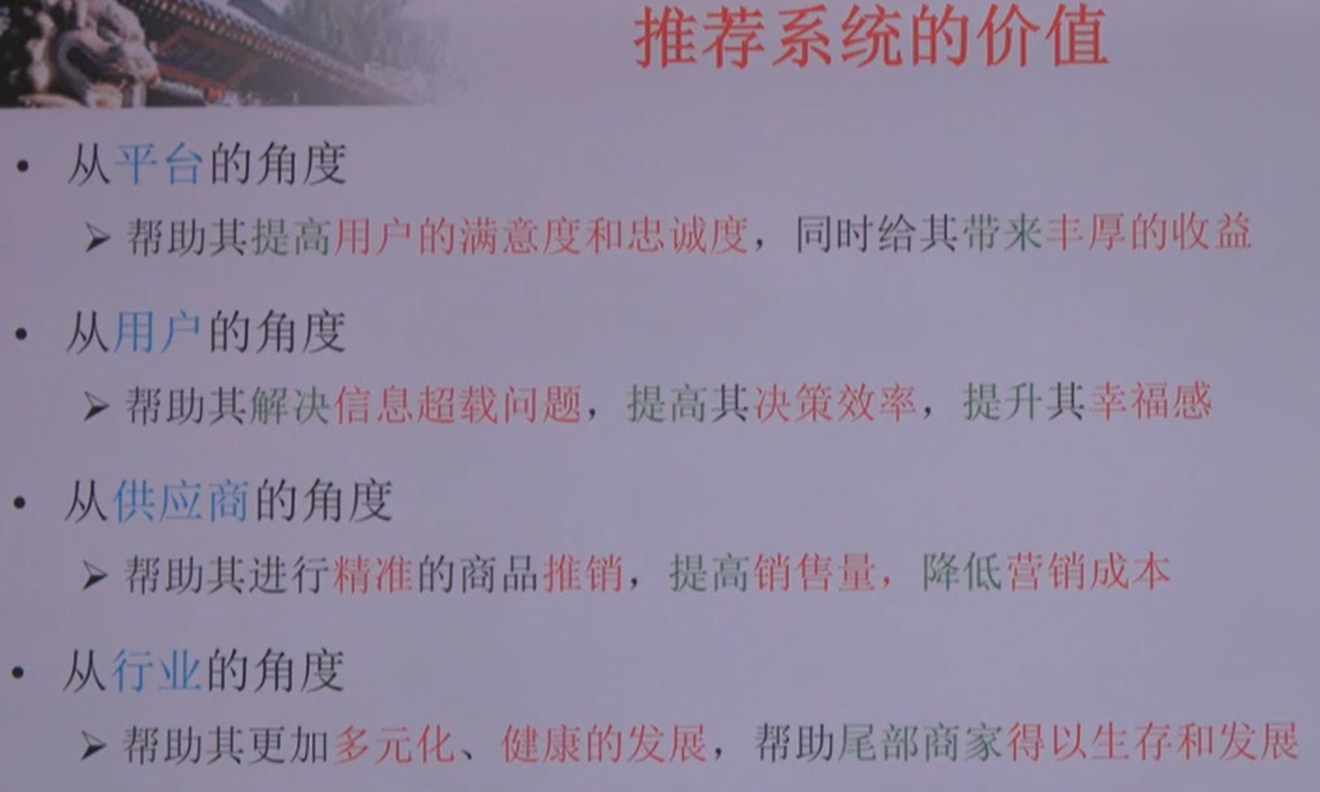 推荐系统的价值
• 从平台的角度
➢ 帮助其提高用户的满意度和忠诚度，同时给其带来丰厚的收益
• 从用户的角度
➢ 帮助其解决信息超载问题，提高其决策效率，提升其幸福感
• 从供应商的角度
➢ 帮助其进行精准的商品推销，提高销售量，降低营销成本
• 从行业的角度
➢ 帮助其更加多元化、健康的发展，帮助尾部商家得以生存和发展